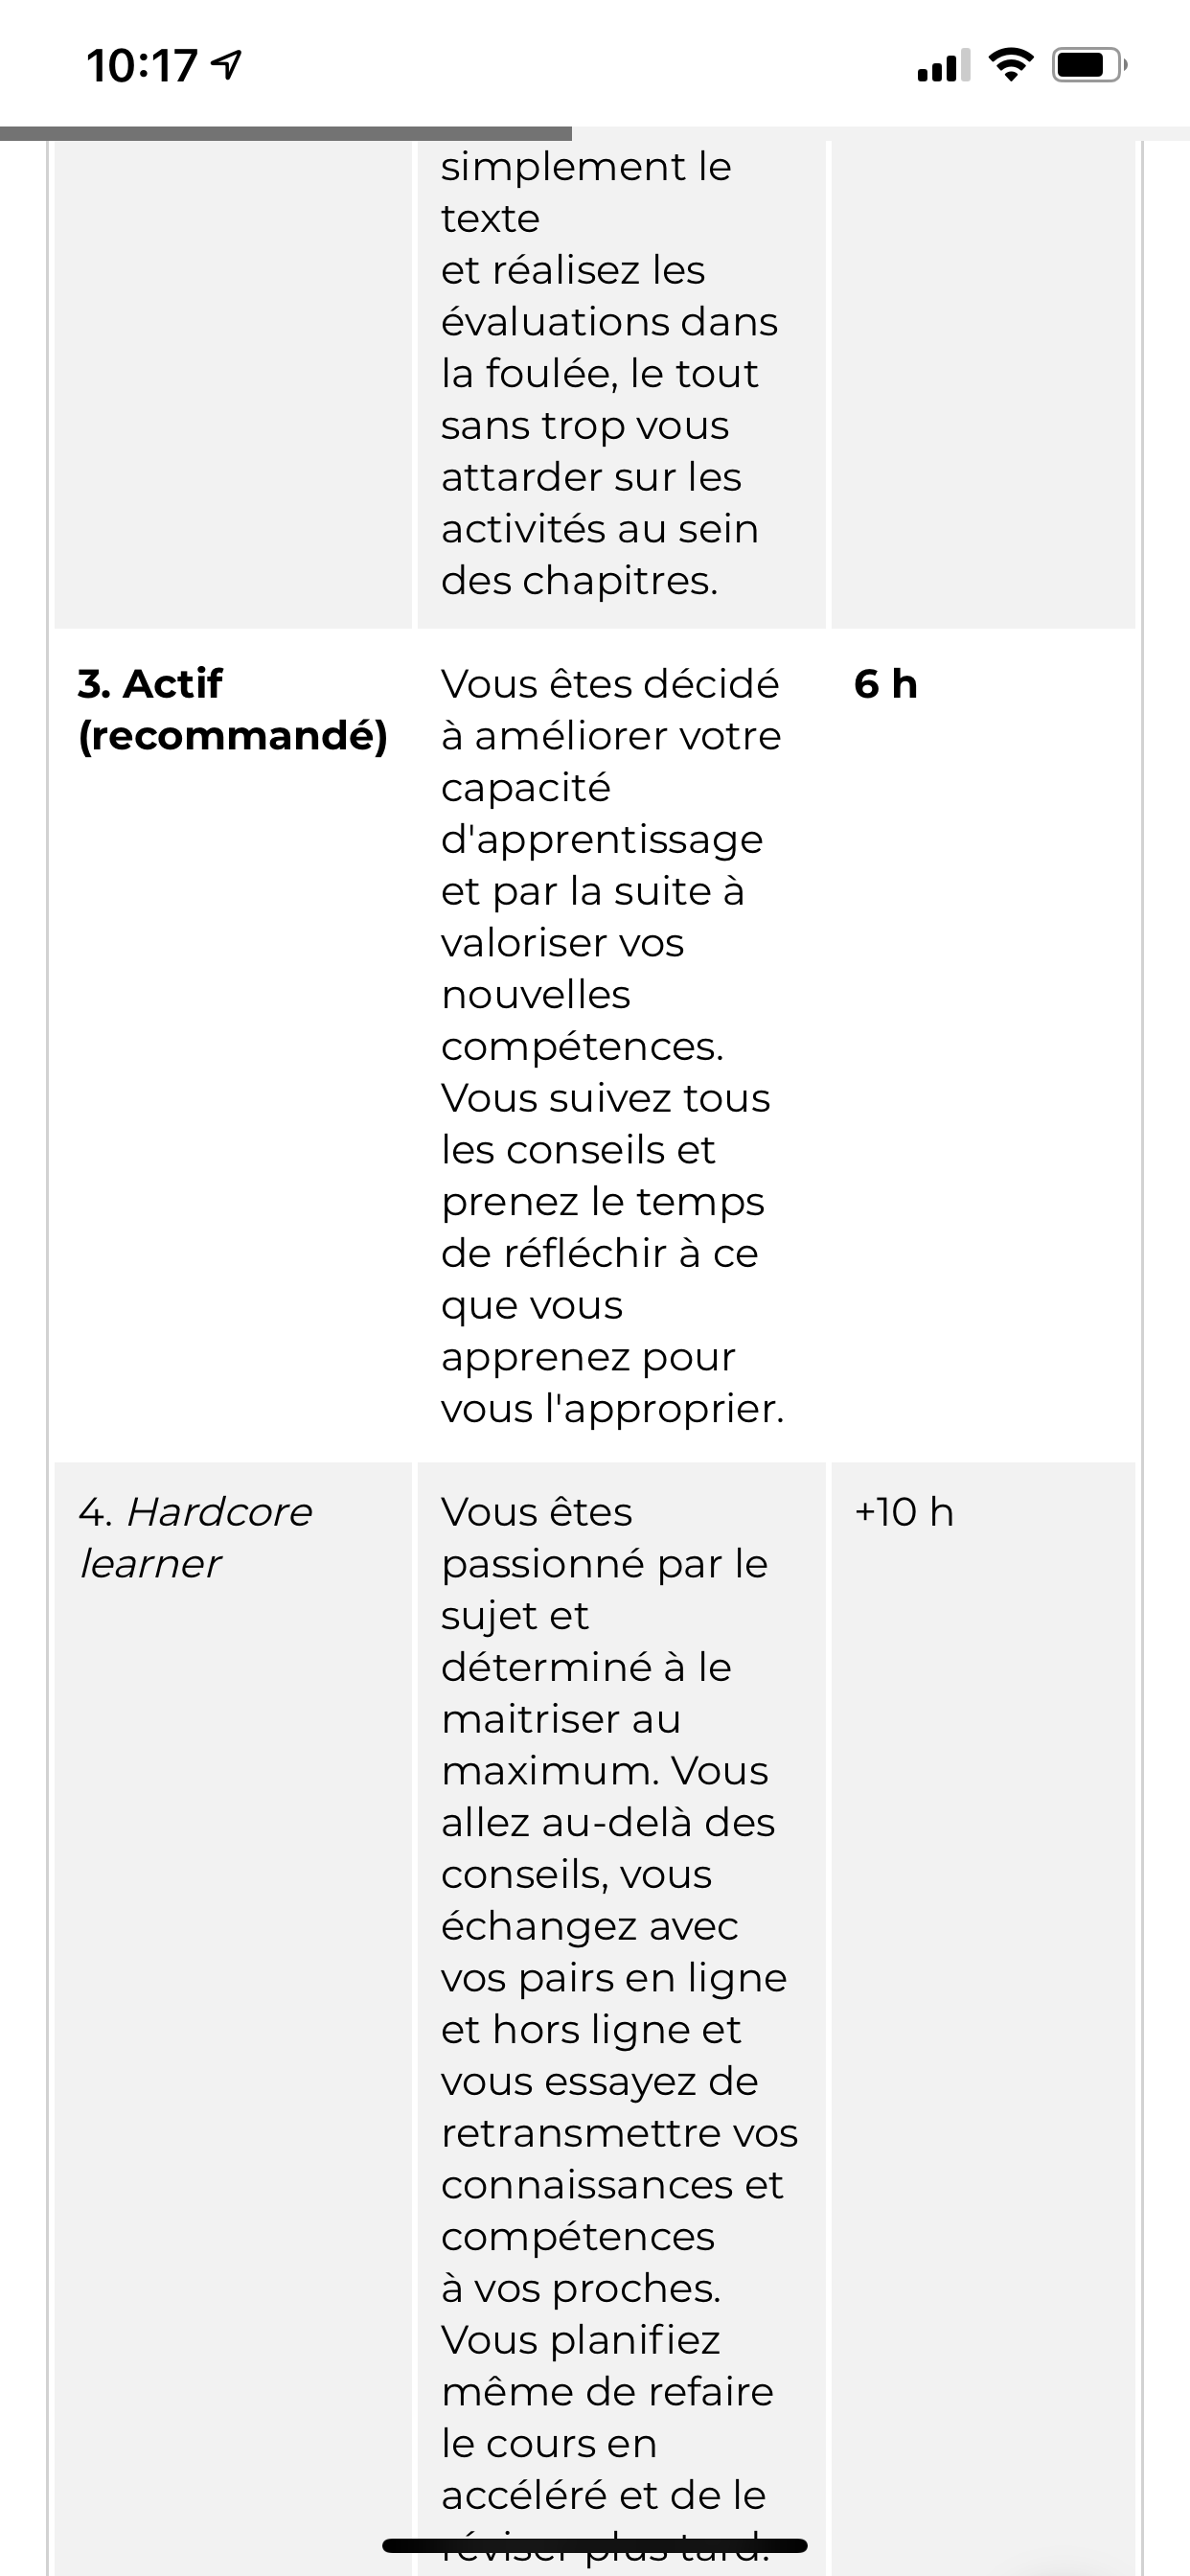 10:17
simplement le
texte
et réalisez les
évaluations dans
la foulée, le tout
sans trop vous
attarder sur les
activités au sein
des chapitres.
3. Actif
(recommandé)
Vous êtes décidé
à améliorer votre
capacité
d'apprentissage
et par la suite à
valoriser vos
nouvelles
compétences.
Vous suivez tous
les conseils et
prenez le temps
de réfléchir à ce
que vous
apprenez pour
vous l'approprier.
6 h
4. Hardcore
learner
Vous êtes
passionné par le
sujet et
déterminé à le
maitriser au
maximum. Vous
allez au-delà des
conseils, vous
échangez avec
vos pairs en ligne
et hors ligne et
vous essayez de
retransmettre vos
connaissances et
compétences
à vos proches.
Vous planifiez
même de refaire
le cours en
accéléré et de le
réviser plus tard.
+10 h